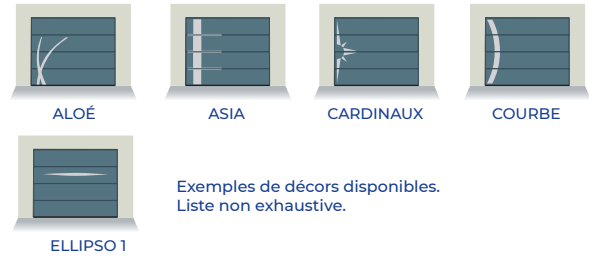 ALOÉ
ASIA
CARDINAUX
COURBE
ELLIPSO 1
Exemples de décors disponibles.
Liste non exhaustive.